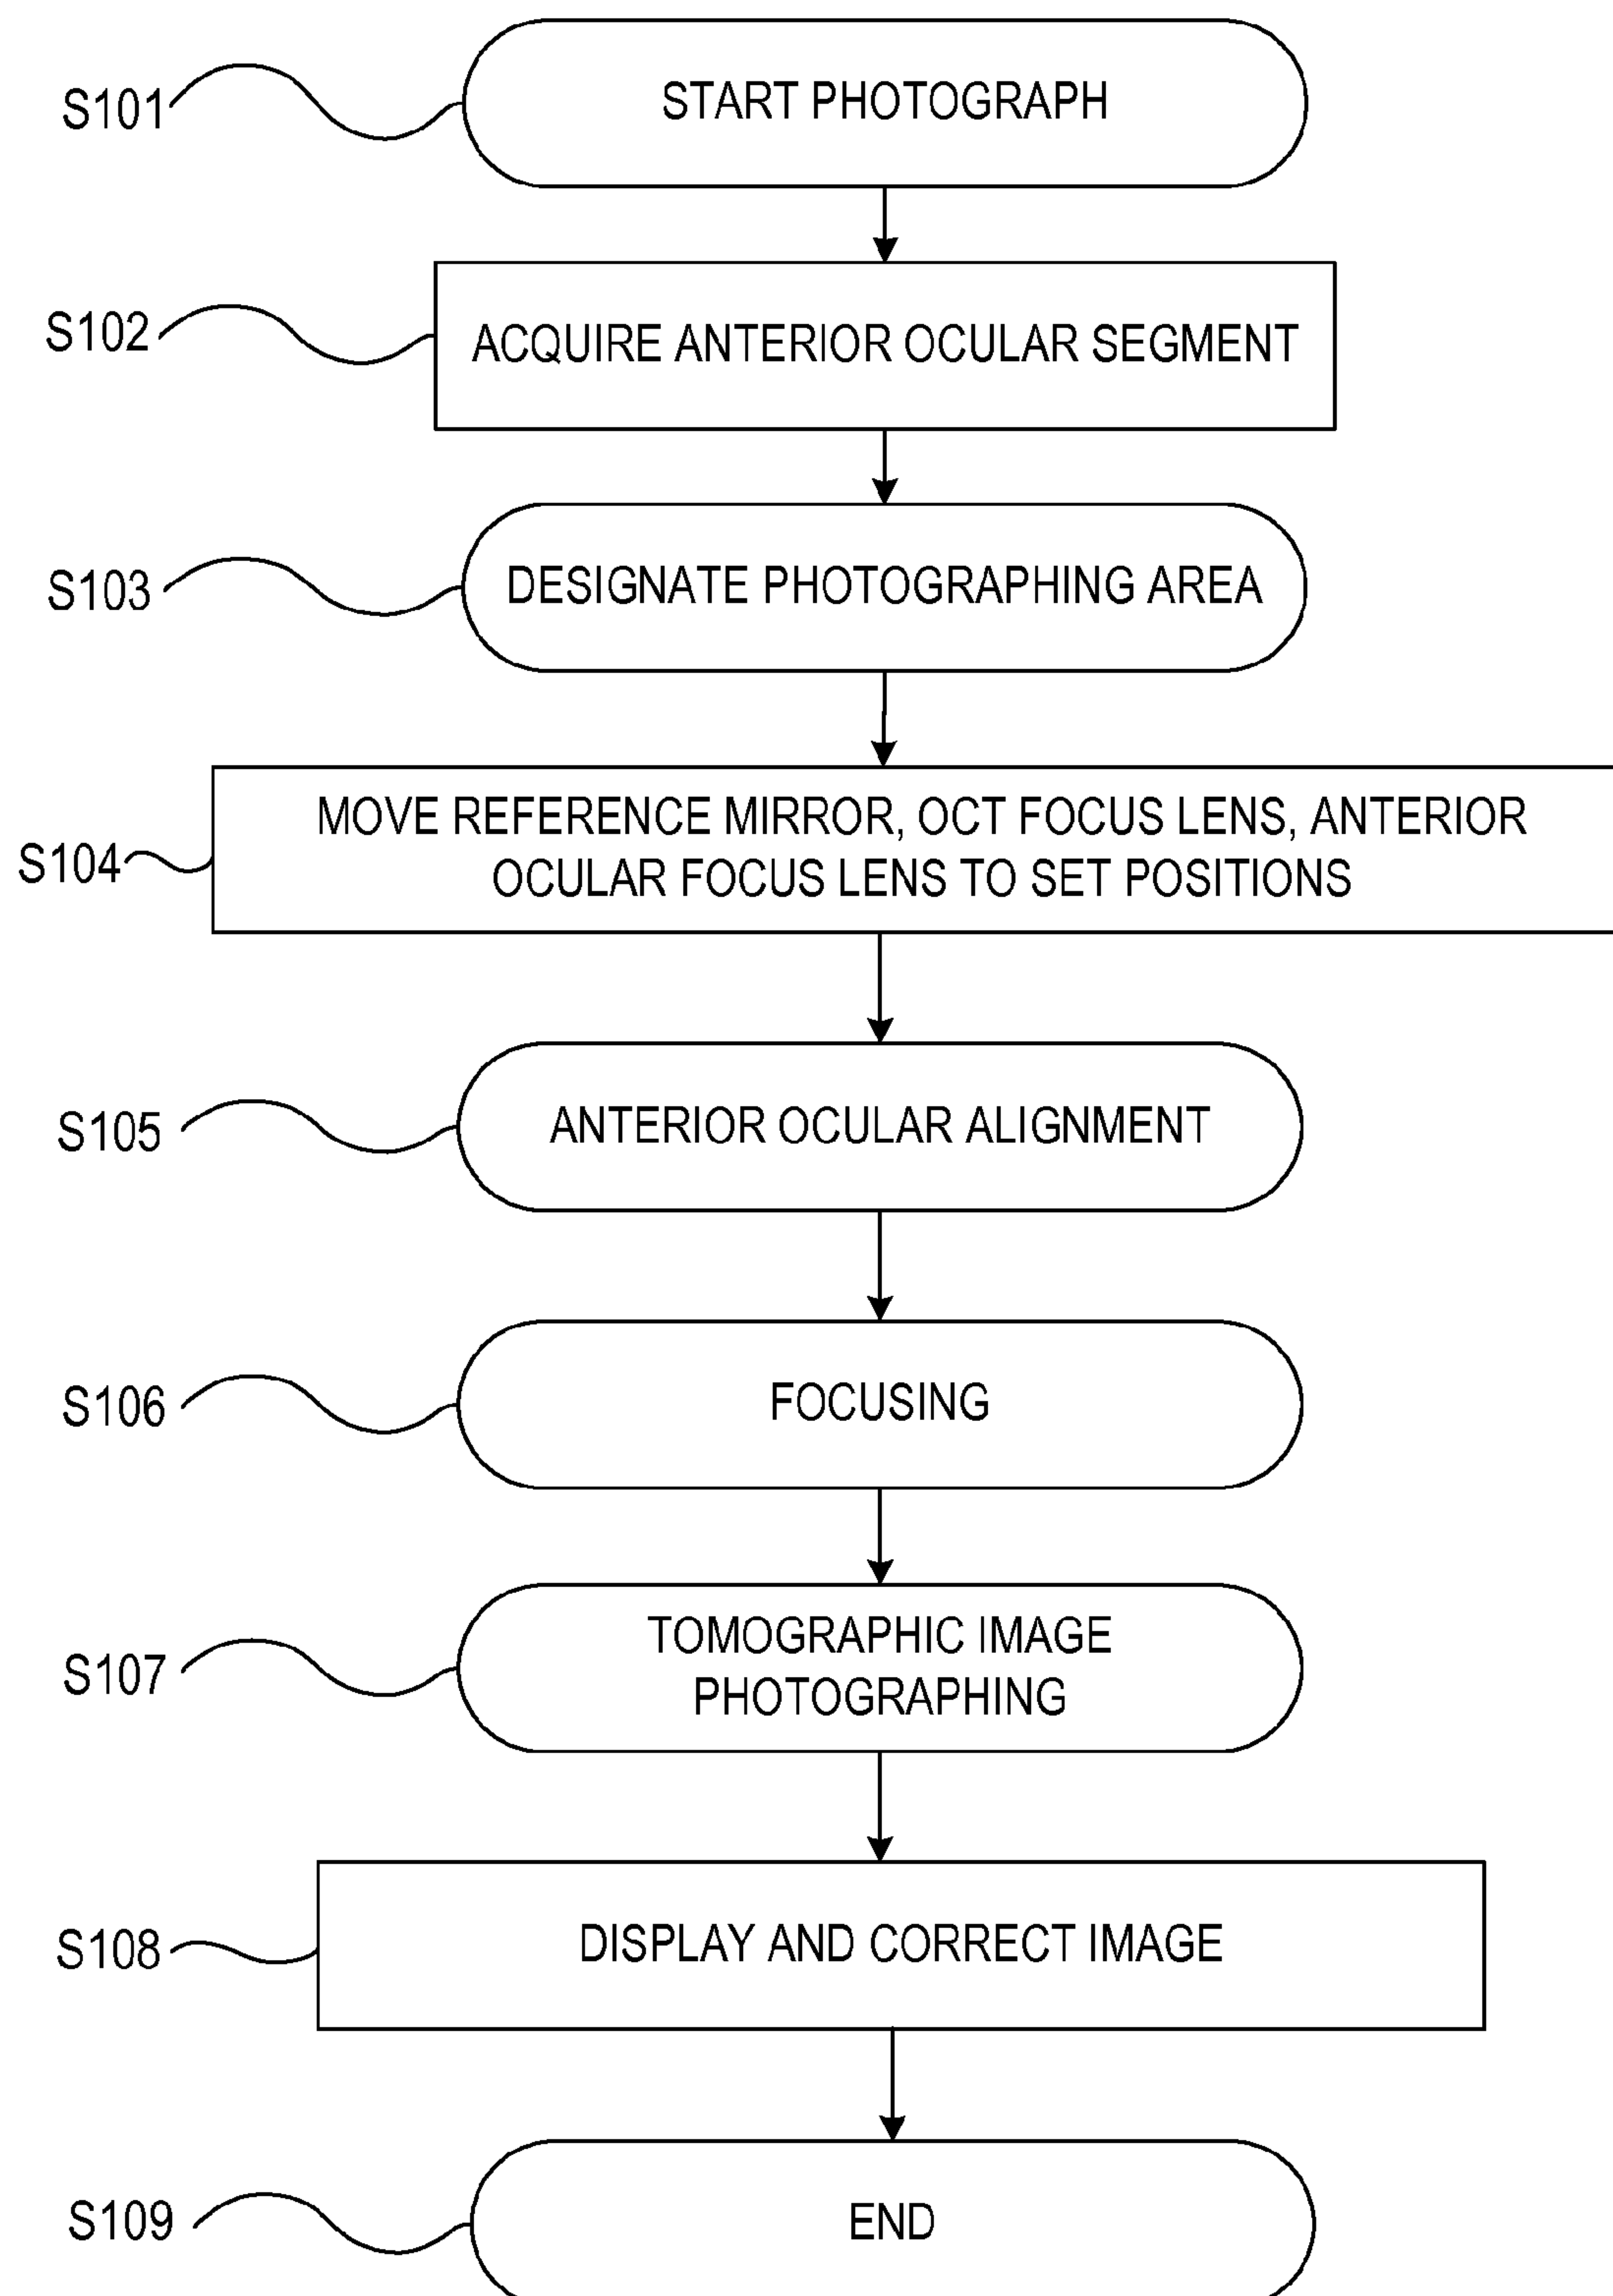 S101
START PHOTOGRAPH
S102
ACQUIRE ANTERIOR OCULAR SEGMENT
S103
DESIGNATE PHOTOGRAPHING AREA
S104
MOVE REFERENCE MIRROR, OCT FOCUS LENS, ANTERIOR
OCULAR FOCUS LENS TO SET POSITIONS
S105
ANTERIOR OCULAR ALIGNMENT
S106
FOCUSING
S107
TOMOGRAPHIC IMAGE
PHOTOGRAPHING
S108
DISPLAY AND CORRECT IMAGE
S109
END